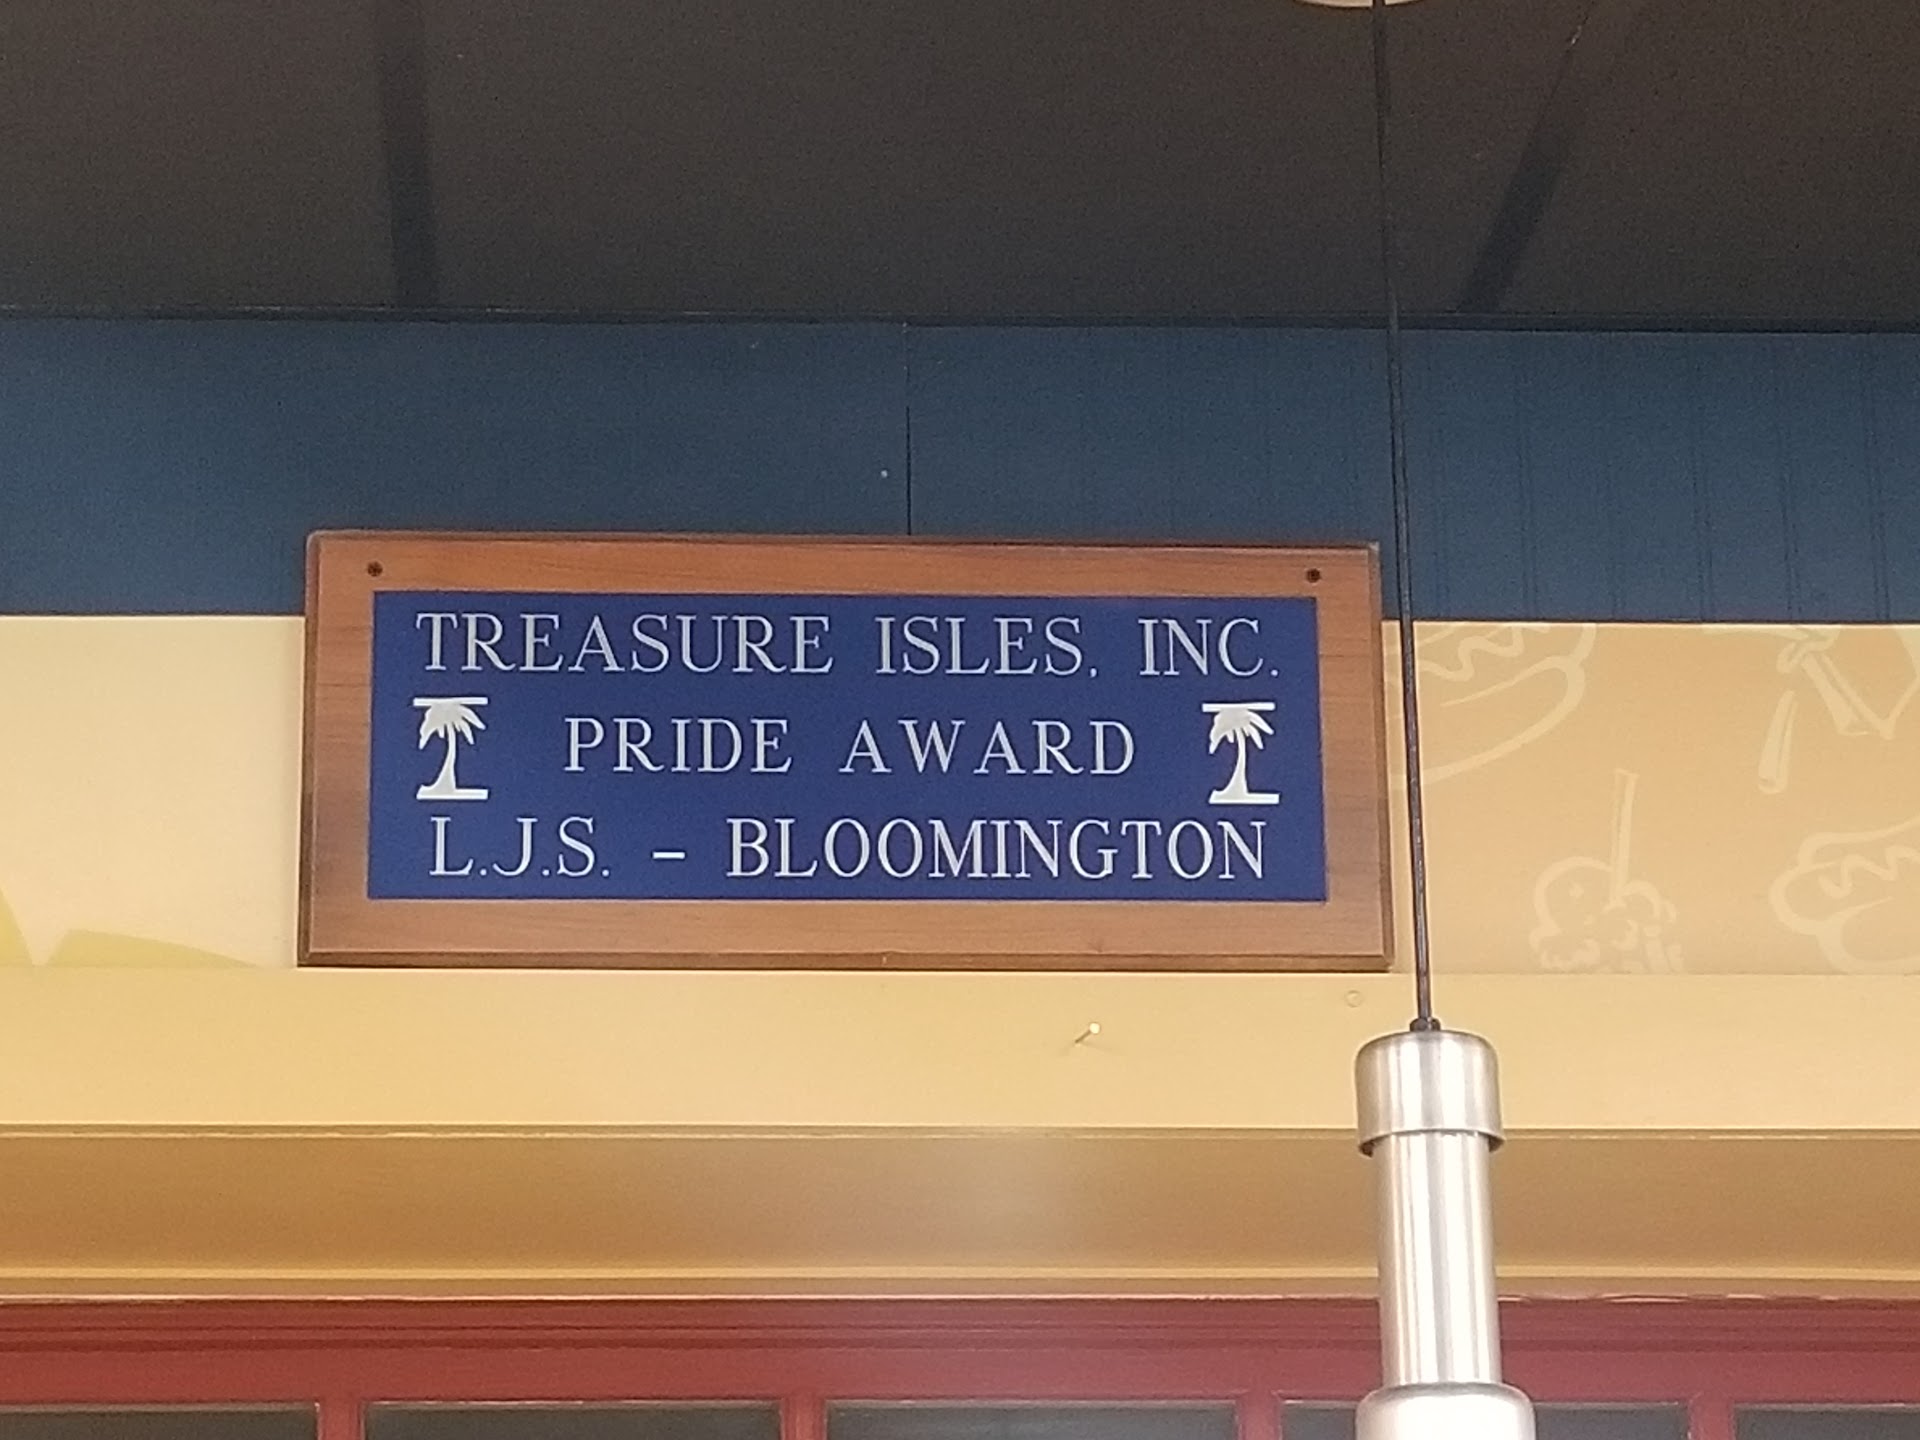 TREASURE ISLES, INC.
PRIDE AWARD
L.J.S. - BLOOMINGTON